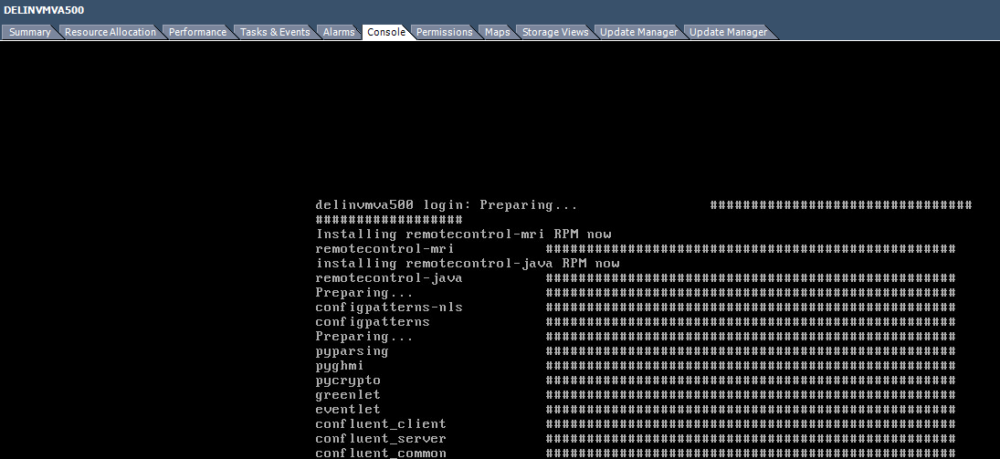 DELINVMVA500
Summary Resource Allocation Performance Tasks & Events Alarms Console Permissions Maps Storage Views Update Manager Update Manager
delinvmva500 login: Preparing... ################################
##################
Installing remotecontrol-mri RPM now
remotecontrol-mri ##################################################
installing remotecontrol-java RPM now
remotecontrol-java ##################################################
Preparing... ##################################################
configpatterns-nls ##################################################
configpatterns ##################################################
Preparing... ##################################################
pyparsing ##################################################
pyghmi ##################################################
pycrypto ##################################################
greenlet ##################################################
eventlet ##################################################
confluent_client ##################################################
confluent_server ##################################################
confluent_common ##################################################